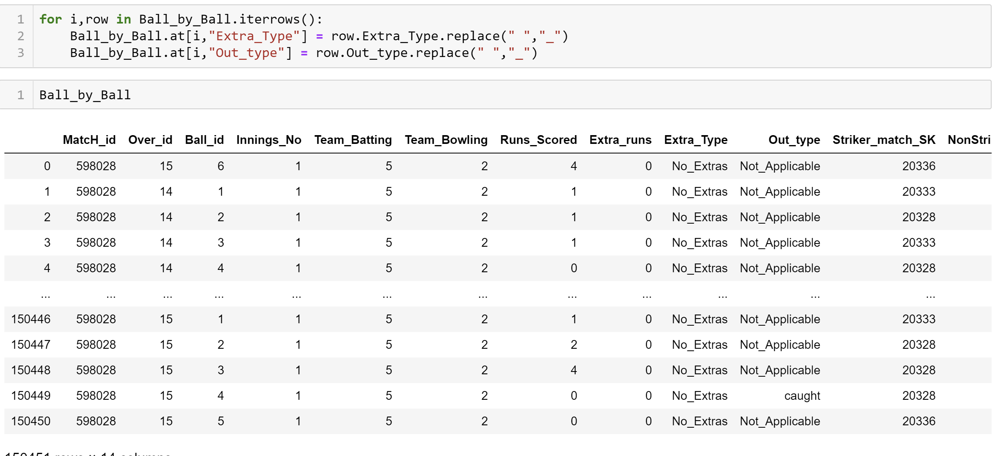 1 for i,row in Ball_by_Ball.iterrows():
2     Ball_by_Ball.at[i,"Extra_Type"] = row.Extra_Type.replace(" ","_")
3     Ball_by_Ball.at[i,"Out_type"] = row.Out_type.replace(" ","_")
1 Ball_by_Ball
MatcH_id Over_id Ball_id Innings_No Team_Batting Team_Bowling Runs_Scored Extra_runs Extra_Type Out_type Striker_match_SK NonStri
0 598028 15 6 1 5 2 4 0 No_Extras Not_Applicable 20336
1 598028 14 1 1 5 2 1 0 No_Extras Not_Applicable 20333
2 598028 14 2 1 5 2 1 0 No_Extras Not_Applicable 20328
3 598028 14 3 1 5 2 1 0 No_Extras Not_Applicable 20333
4 598028 14 4 1 5 2 0 0 No_Extras Not_Applicable 20328
... ... ... ... ... ... ... ... ... ... ... ...
150446 598028 15 1 1 5 2 1 0 No_Extras Not_Applicable 20333
150447 598028 15 2 1 5 2 2 0 No_Extras Not_Applicable 20328
150448 598028 15 3 1 5 2 4 0 No_Extras Not_Applicable 20328
150449 598028 15 4 1 5 2 0 0 No_Extras caught 20328
150450 598028 15 5 1 5 2 0 0 No_Extras Not_Applicable 20336
150451 rows × 14 columns